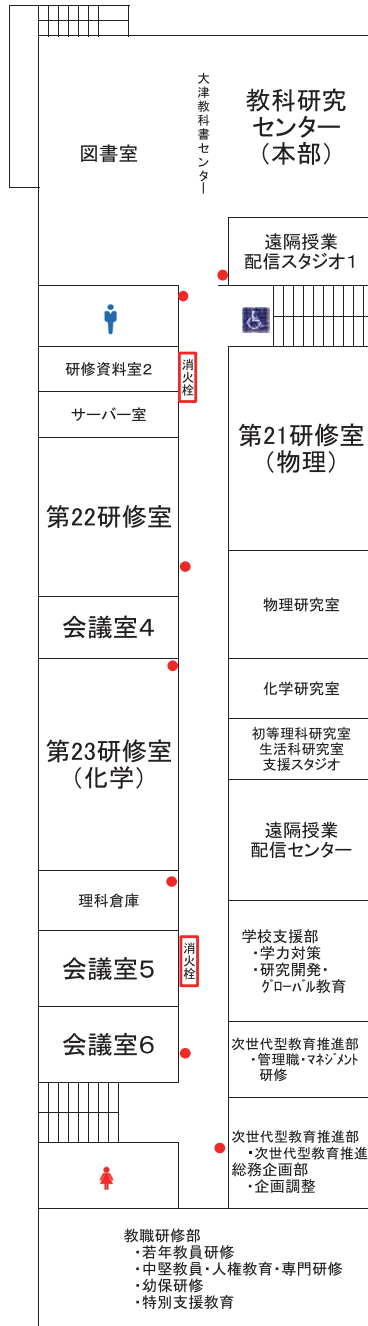 図書室
大津教科書センター
教科研究
センター
(本部)
遠隔授業
配信スタジオ1
研修資料室2
消火栓
サーバー室
第21研修室
(物理)
第22研修室
物理研究室
会議室4
化学研究室
第23研修室
(化学)
初等理科研究室
生活科研究室
支援スタジオ
遠隔授業
配信センター
理科倉庫
学校支援部
・学力対策
・研究開発・
グローバル教育
会議室5
消火栓
会議室6
次世代型教育推進部
・管理職・マネジメント
研修
次世代型教育推進部
・次世代型教育推進
総務企画部
・企画調整
教職研修部
・若年教員研修
・中堅教員・人権教育・専門研修
・幼保研修
・特別支援教育